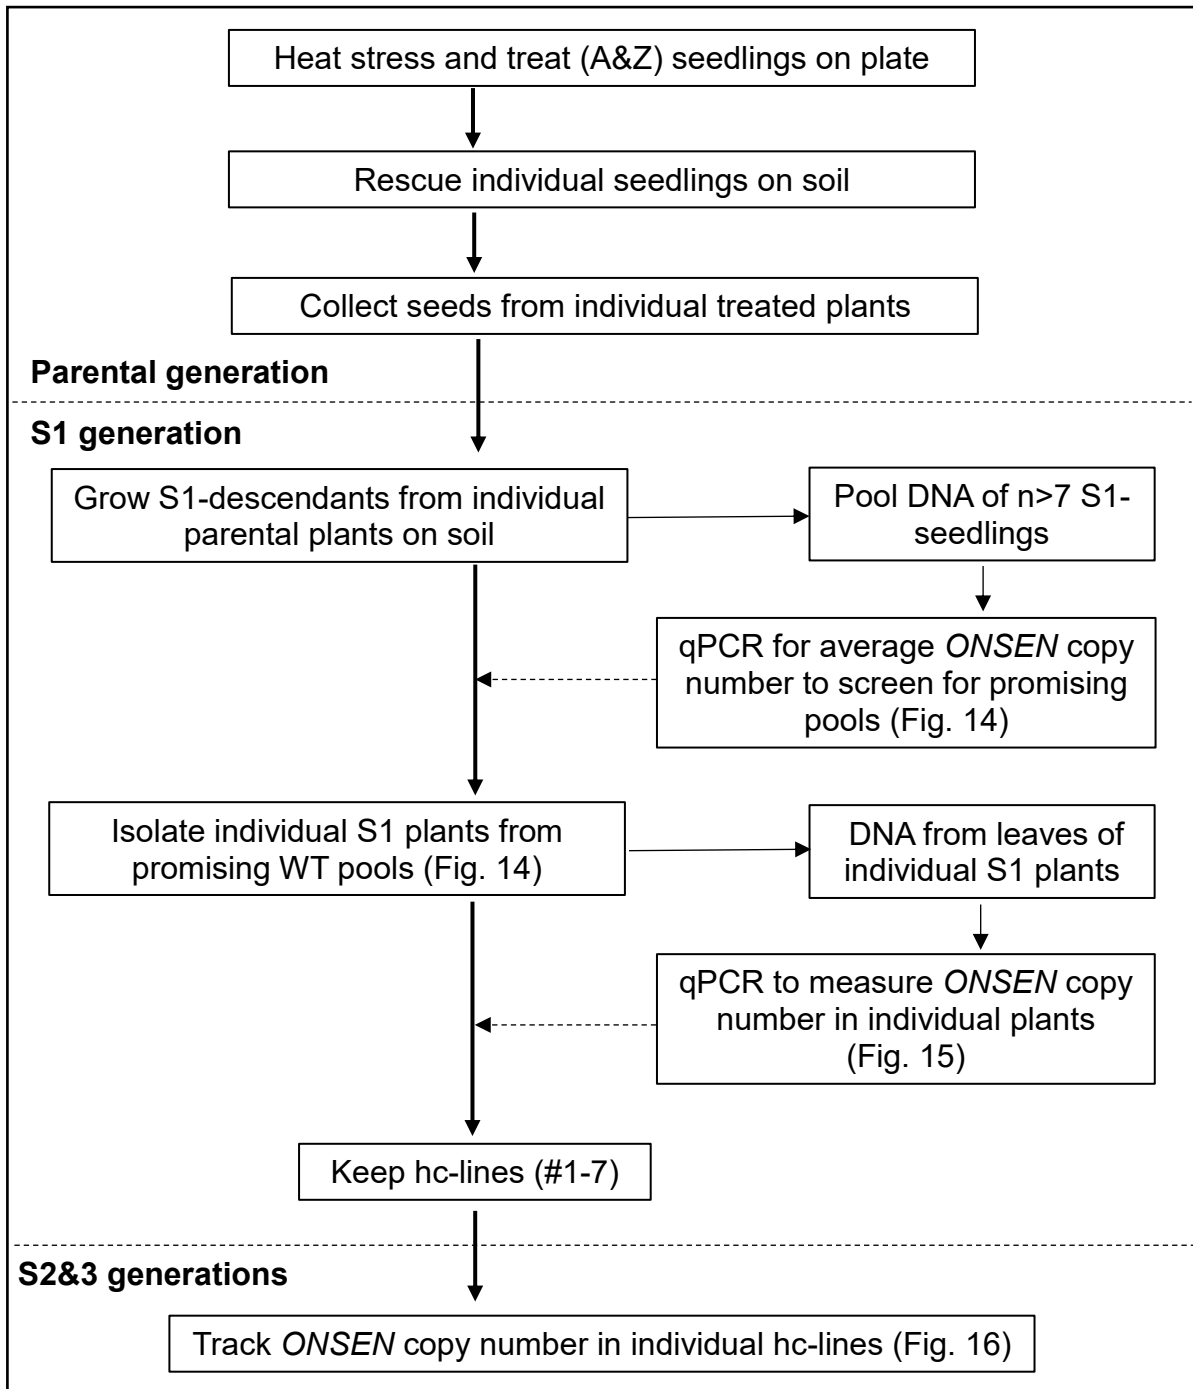 Heat stress and treat (A&Z) seedlings on plate
Rescue individual seedlings on soil
Collect seeds from individual treated plants
Parental generation
S1 generation
Grow S1-descendants from individual
parental plants on soil
Pool DNA of n>7 S1-
seedlings
qPCR for average ONSEN copy
number to screen for promising
pools (Fig. 14)
Isolate individual S1 plants from
promising WT pools (Fig. 14)
DNA from leaves of
individual S1 plants
qPCR to measure ONSEN copy
number in individual plants
(Fig. 15)
Keep hc-lines (#1-7)
S2&3 generations
Track ONSEN copy number in individual hc-lines (Fig. 16)